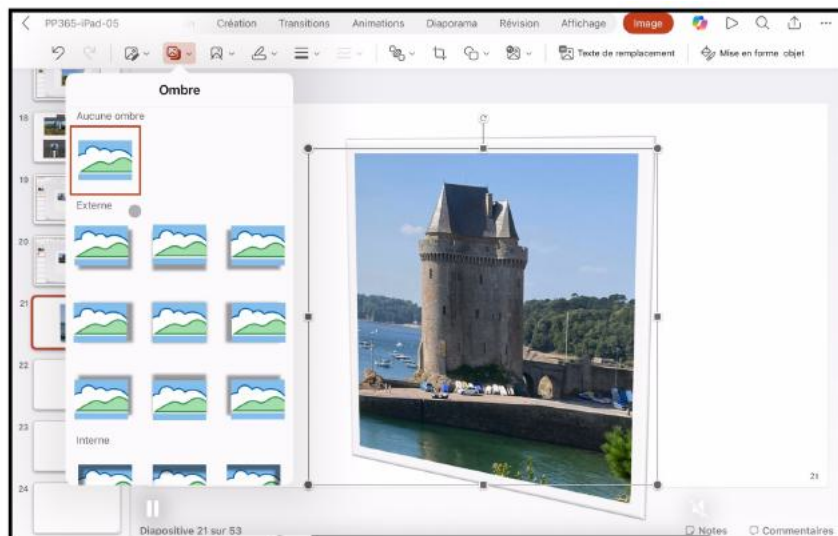 PP365-iPad-05
Création Transitions Animations Diaporama Révision Affichage Image
Texte de remplacement Mise en forme objet
Ombre
Aucune ombre
Externe
Interne
18
19
20
21
22
23
24
21
Diapositive 21 sur 53
Notes Commentaires